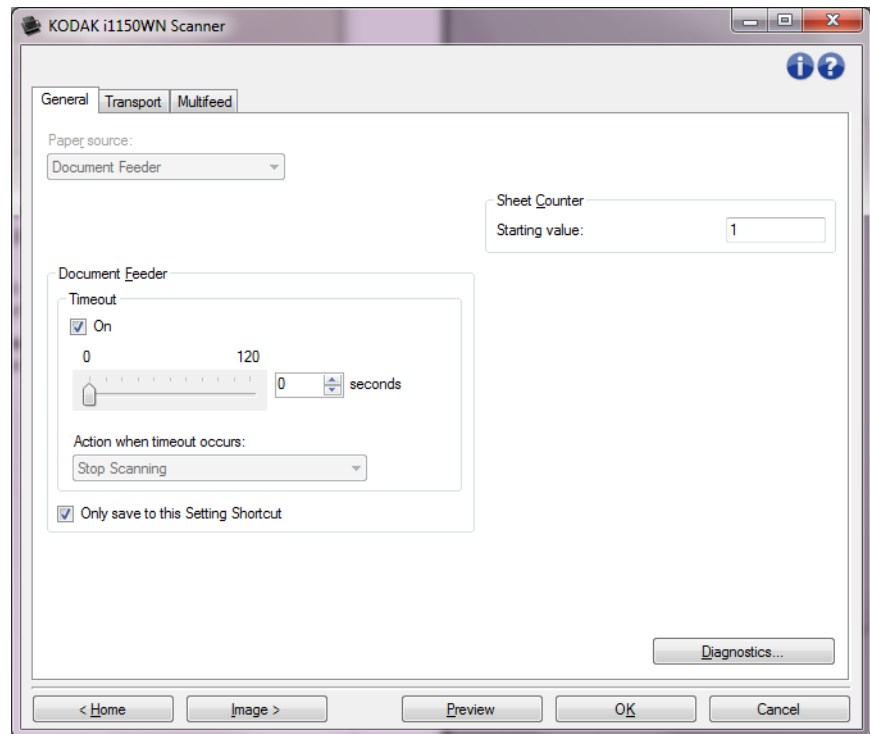 KODAK i1150WN Scanner
General Transport Multifeed
Paper source:
Document Feeder
Sheet Counter
Starting value: 1
Document Feeder
Timeout
On
0 120
0 seconds
Action when timeout occurs:
Stop Scanning
Only save to this Setting Shortcut
Diagnostics...
< Home Image > Preview OK Cancel